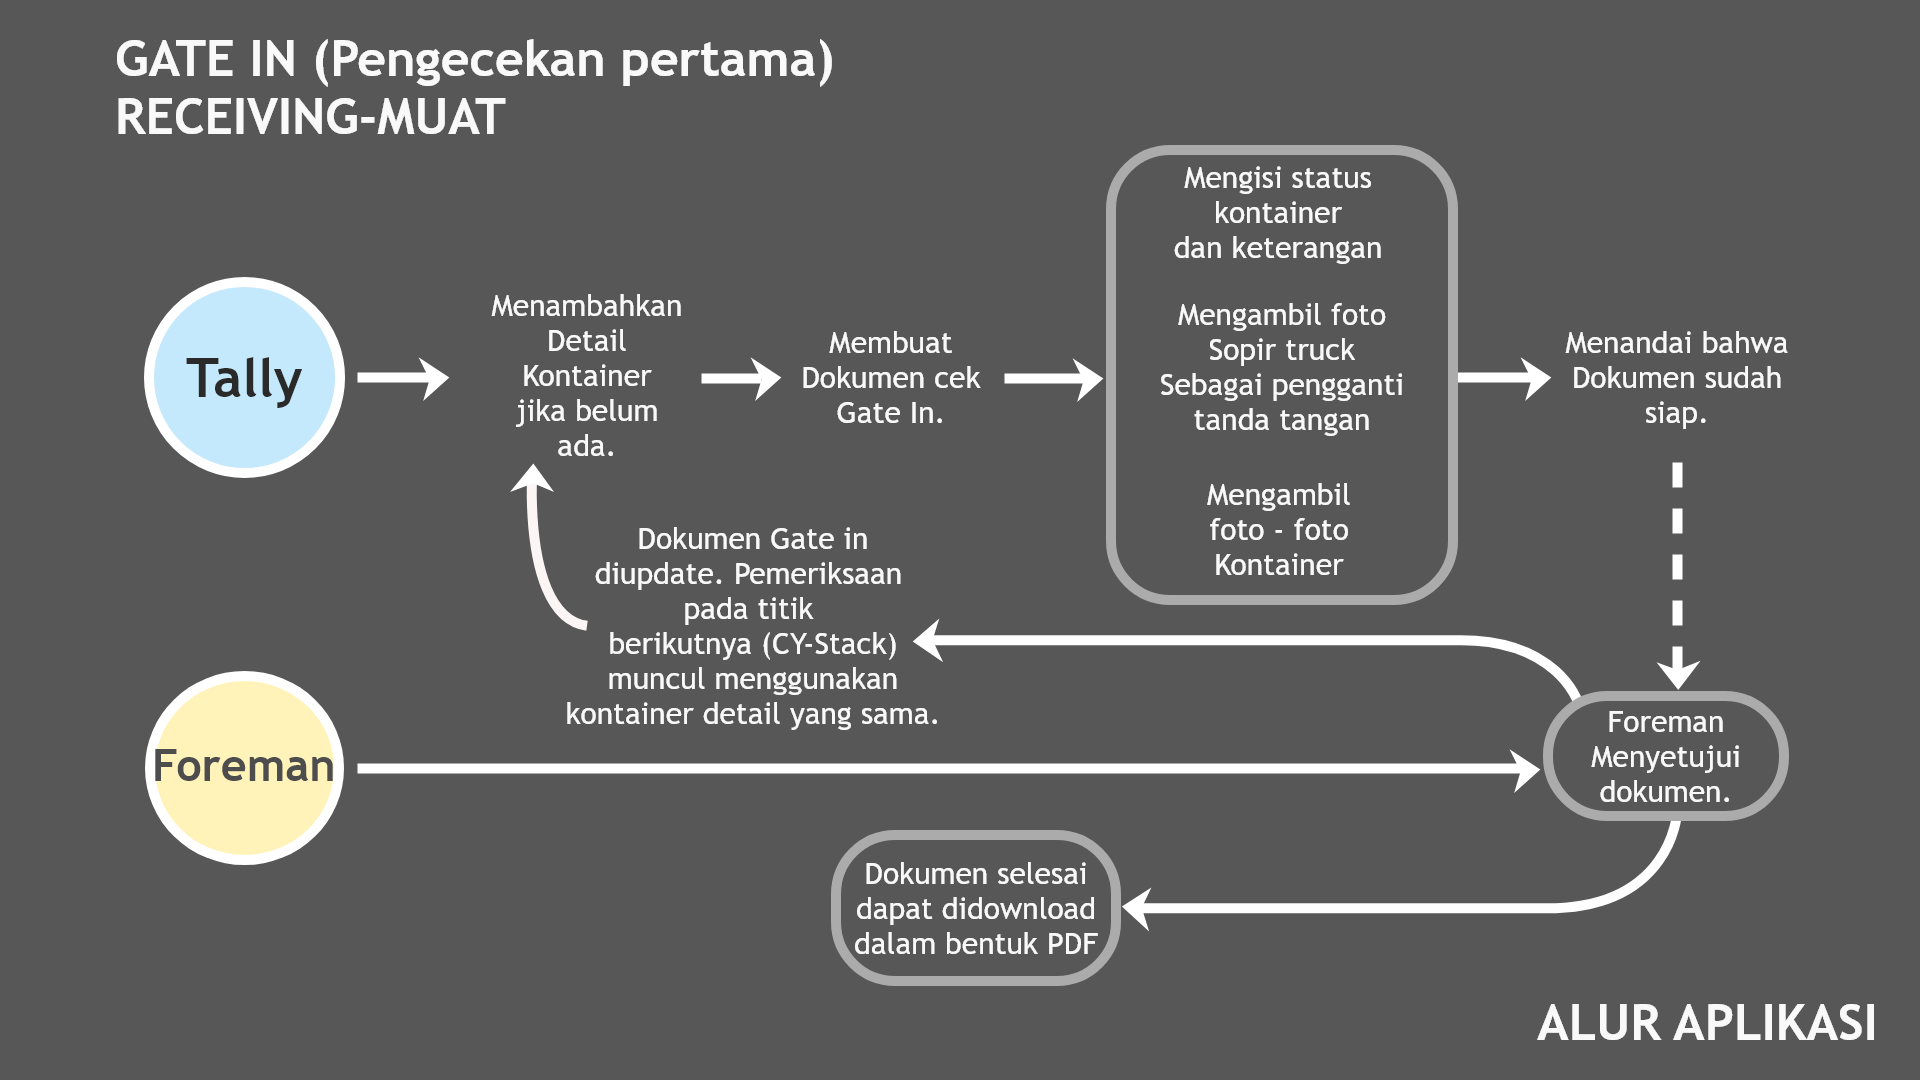 GATE IN (Pengecekan pertama)
RECEIVING-MUAT
Tally
Menambahkan
Detail
Kontainer
jika belum
ada.
Membuat
Dokumen cek
Gate In.
Mengisi status
kontainer
dan keterangan
Mengambil foto
Sopir truck
Sebagai pengganti
tanda tangan
Mengambil
foto - foto
Kontainer
Menandai bahwa
Dokumen sudah
siap.
Dokumen Gate in
diupdate. Pemeriksaan
pada titik
berikutnya (CY-Stack)
muncul menggunakan
kontainer detail yang sama.
Foreman
Foreman
Menyetujui
dokumen.
Dokumen selesai
dapat didownload
dalam bentuk PDF
ALUR APLIKASI